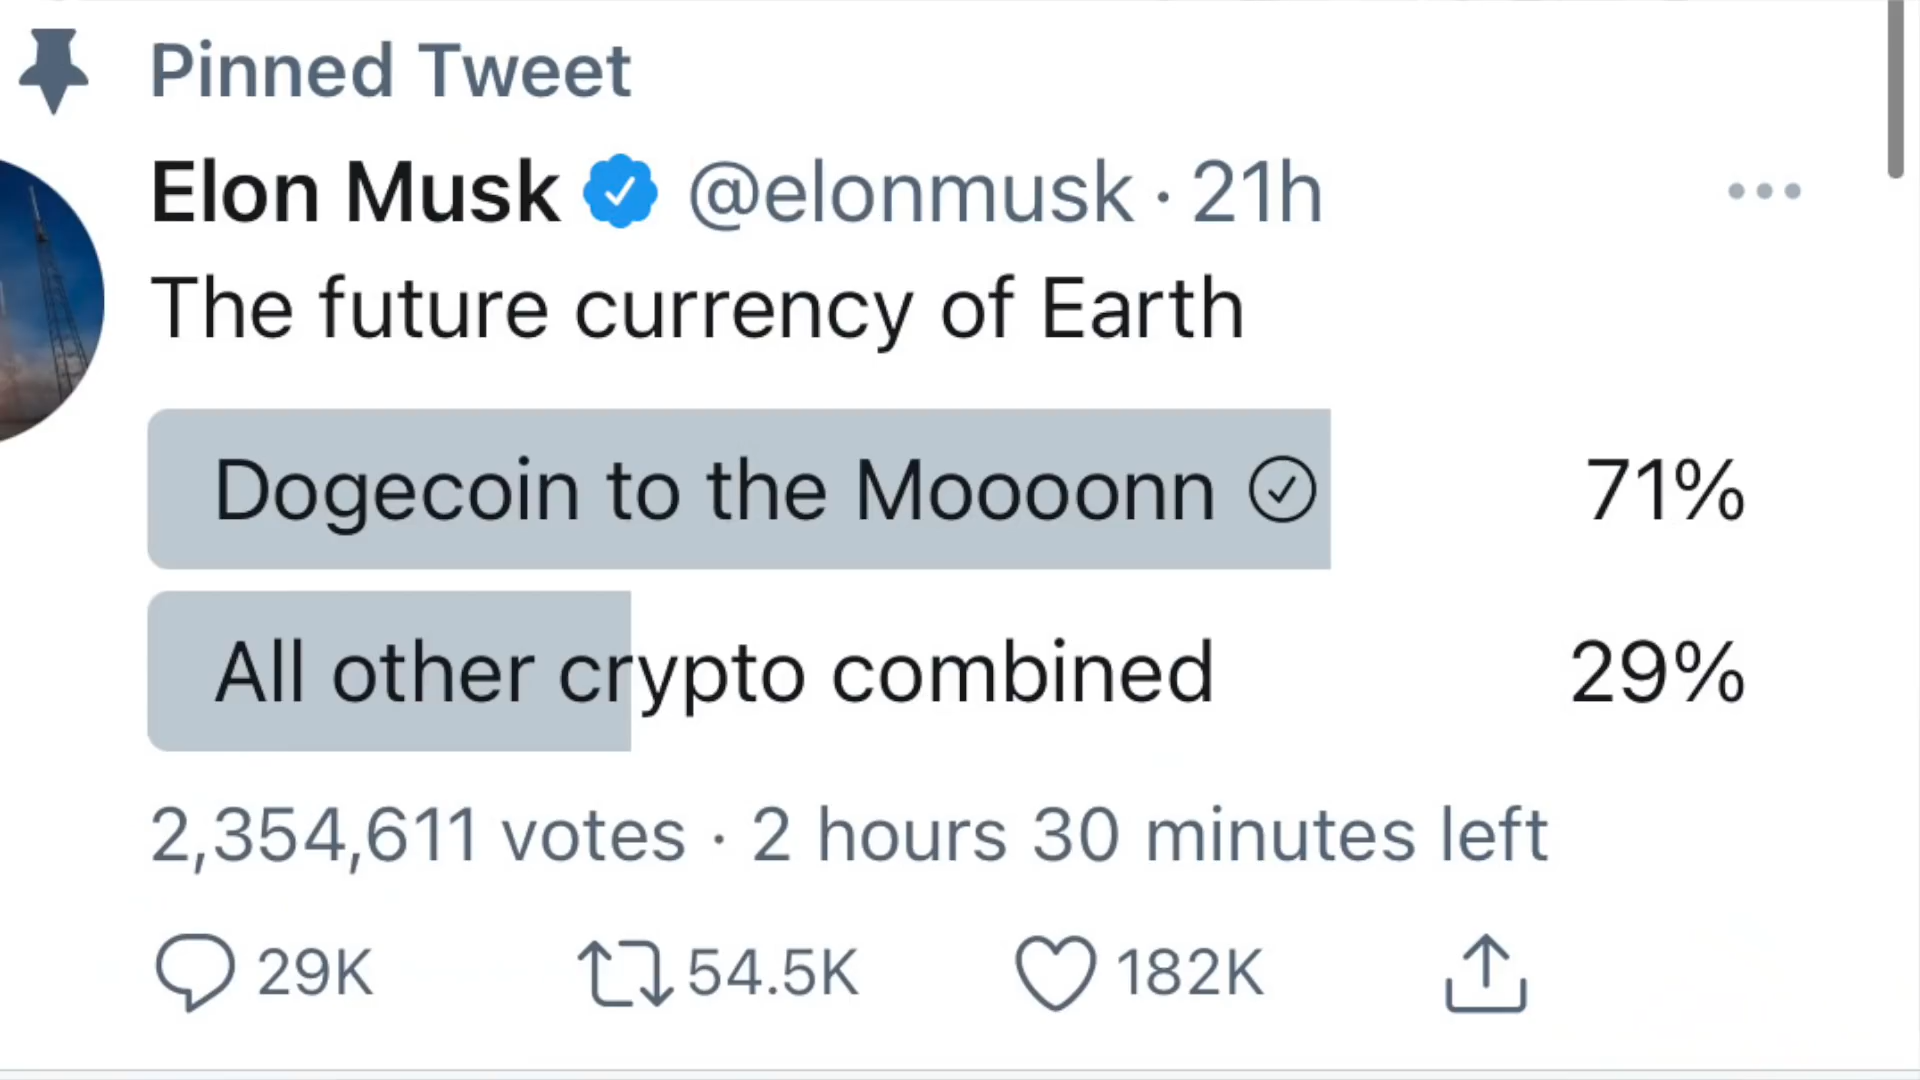 Pinned Tweet
Elon Musk @elonmusk · 21h
The future currency of Earth
Dogecoin to the Moooonn 71%
All other crypto combined 29%
2,354,611 votes · 2 hours 30 minutes left
29K 54.5K 182K